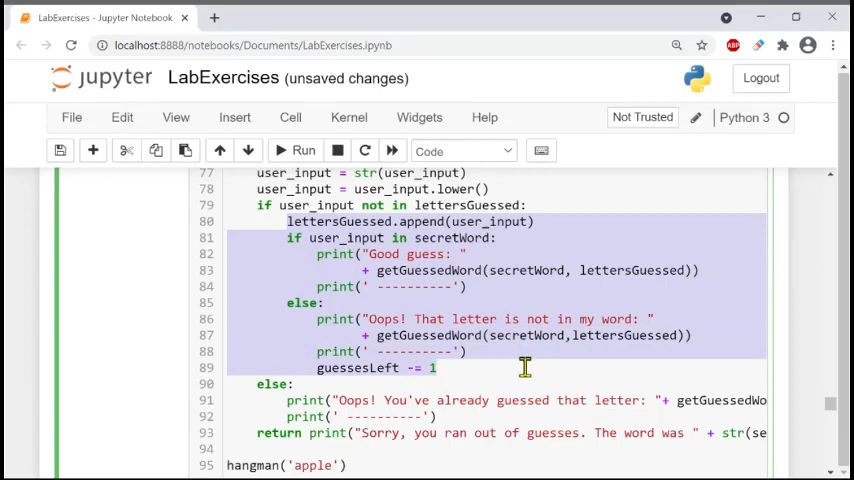 LabExercises - Jupyter Notebook
localhost:8888/notebooks/Documents/LabExercises.ipynb
ABP
jupyter LabExercises (unsaved changes)
Logout
File Edit View Insert Cell Kernel Widgets Help
Not Trusted
Python 3
Run
Code
77 user_input = str(user_input)
78 user_input = user_input.lower()
79 if user_input not in lettersGuessed:
80 lettersGuessed.append(user_input)
81 if user_input in secretWord:
82 print("Good guess: "
83 + getGuessedWord(secretWord, lettersGuessed))
84 print(' ----------')
85 else:
86 print("Oops! That letter is not in my word: "
87 + getGuessedWord(secretWord,lettersGuessed))
88 print(' ----------')
89 guessesLeft -= 1
90 else:
91 print("Oops! You've already guessed that letter: "+ getGuessedWo
92 print(' ----------')
93 return print("Sorry, you ran out of guesses. The word was " + str(se
94
95 hangman('apple')